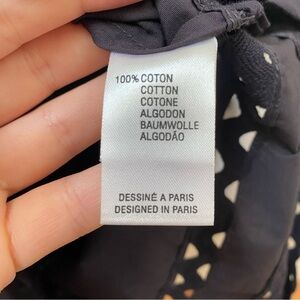 100% COTON
COTTON
COTONE
ALGODON
BAUMWOLLE
ALGODÃO
DESSINÉ A PARIS
DESIGNED IN PARIS